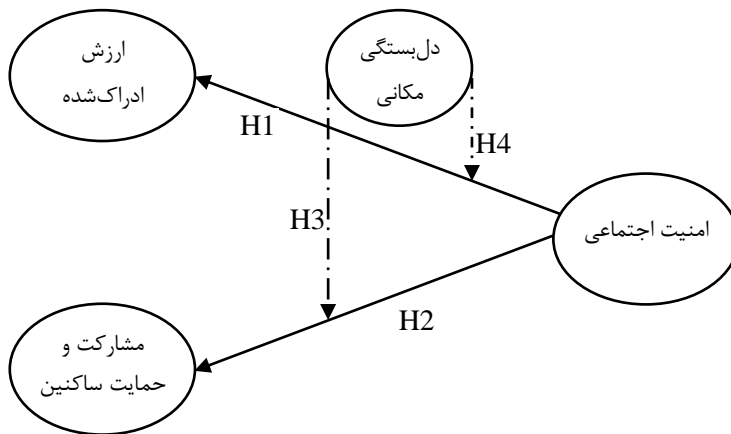 ارزش
ادراک‌شده
دل‌بستگی
مکانی
H1
H4
امنیت اجتماعی
H3
H2
مشارکت و
حمایت ساکنین